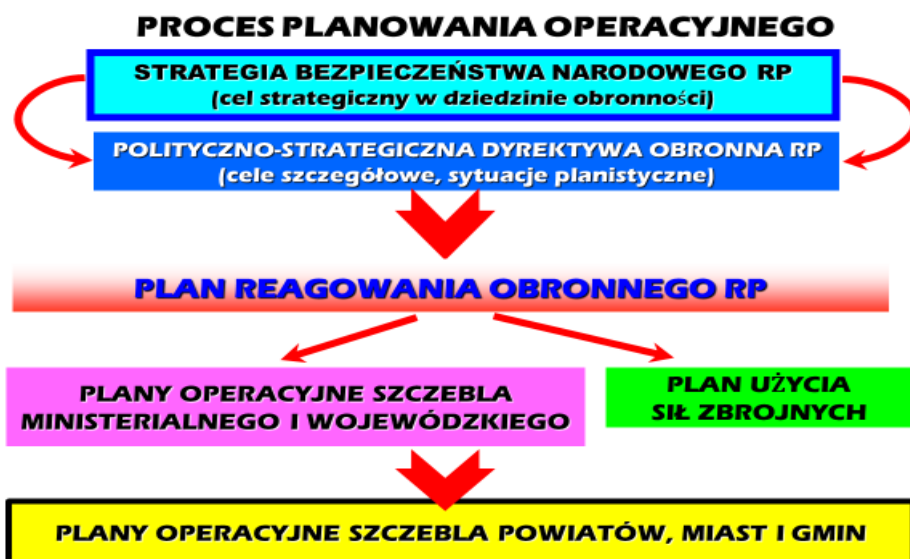 PROCES PLANOWANIA OPERACYJNEGO
STRATEGIA BEZPIECZEŃSTWA NARODOWEGO RP
(cel strategiczny w dziedzinie obronności)
POLITYCZNO-STRATEGICZNA DYREKTYWA OBRONNA RP
(cele szczegółowe, sytuacje planistyczne)
PLAN REAGOWANIA OBRONNEGO RP
PLANY OPERACYJNE SZCZEBLA
MINISTERIALNEGO I WOJEWÓDZKIEGO
PLAN UŻYCIA
SIŁ ZBROJNYCH
PLANY OPERACYJNE SZCZEBLA POWIATÓW, MIAST I GMIN